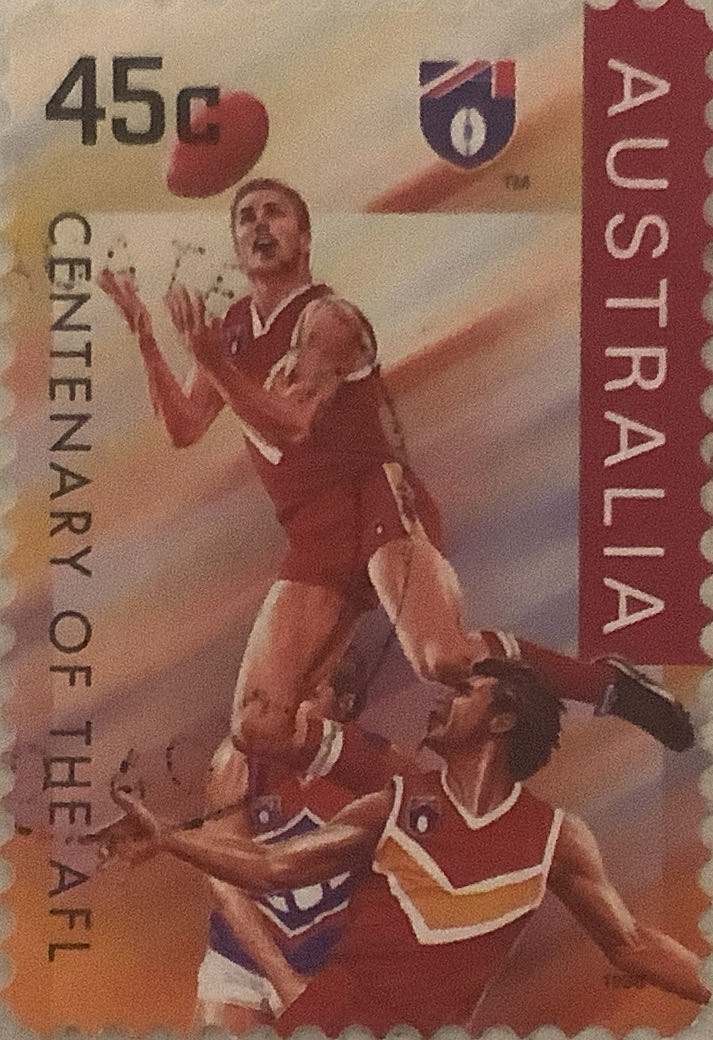 45c
TM
AUSTRALIA
CENTENARY OF THE AFL